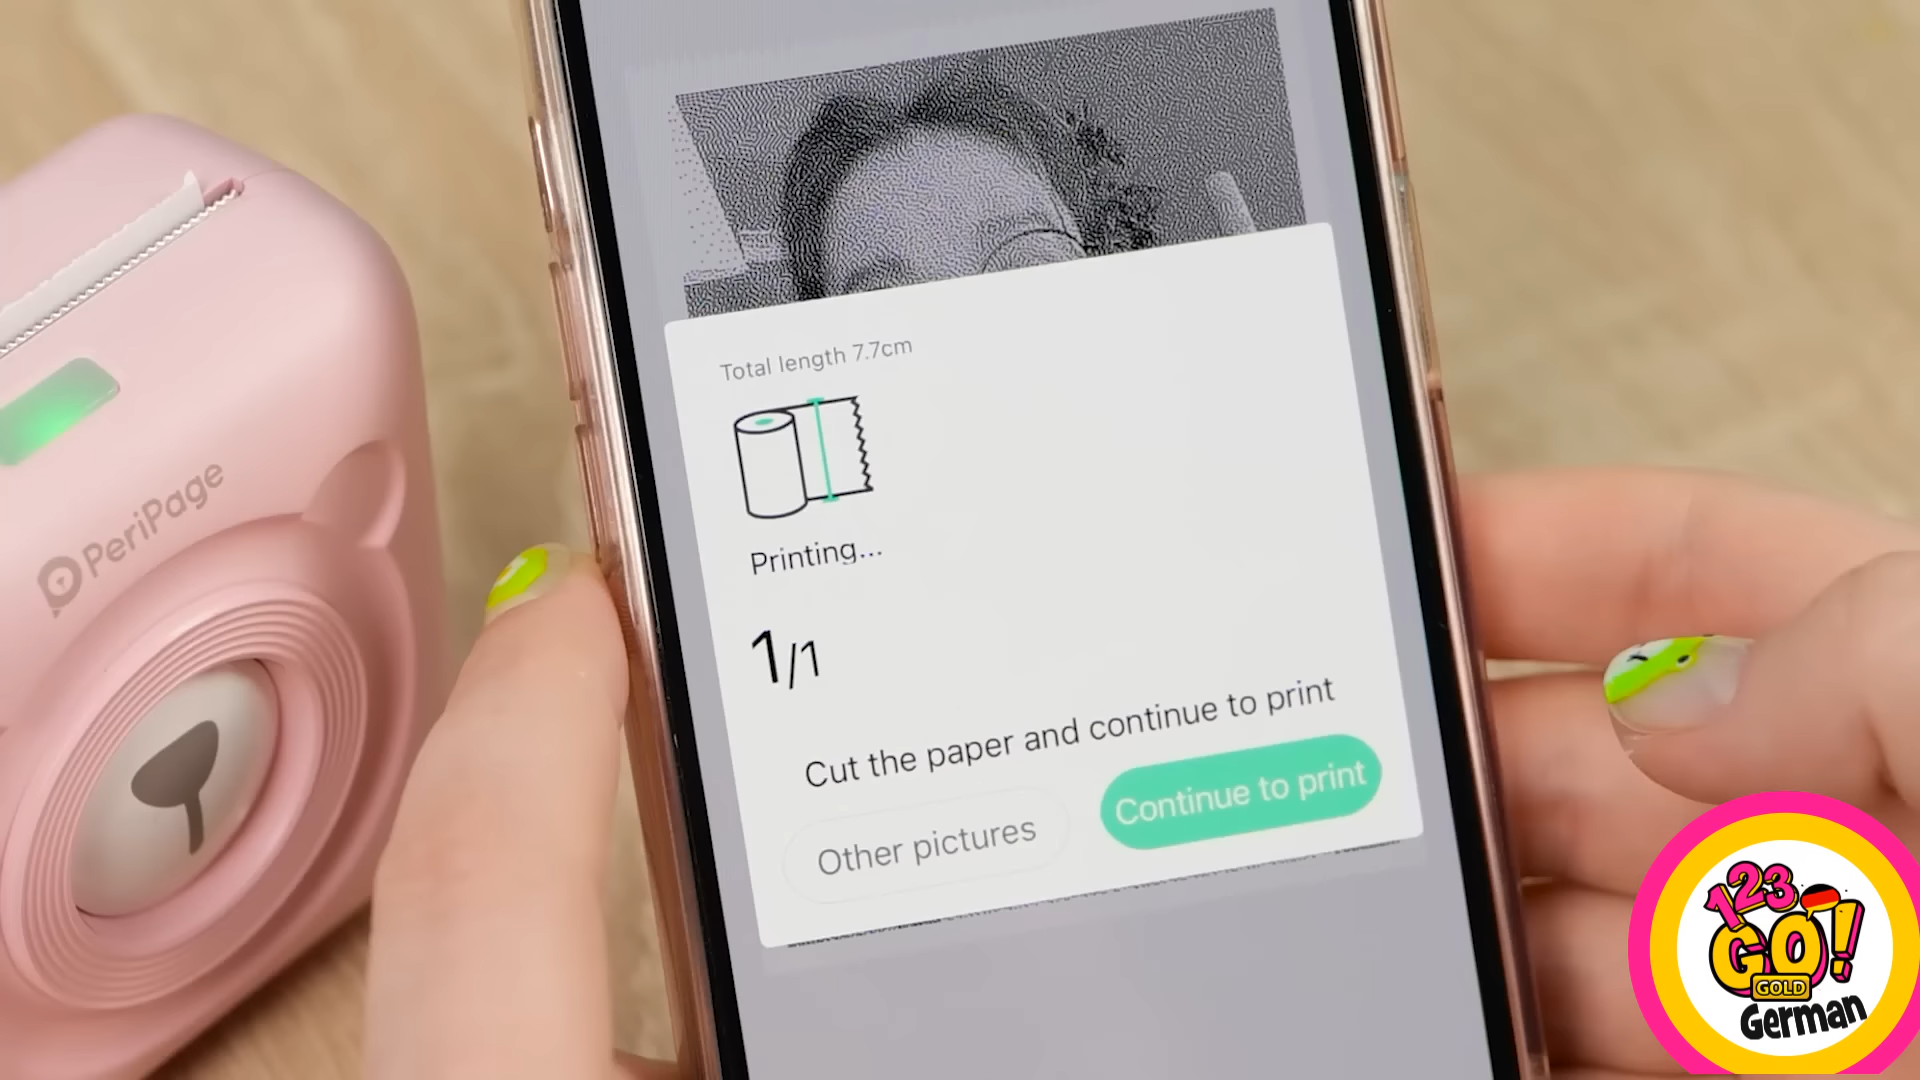 PeriPage
Total length 7.7cm
Printing...
1/1
Cut the paper and continue to print
Other pictures
Continue to print
123
GO!
GOLD
German